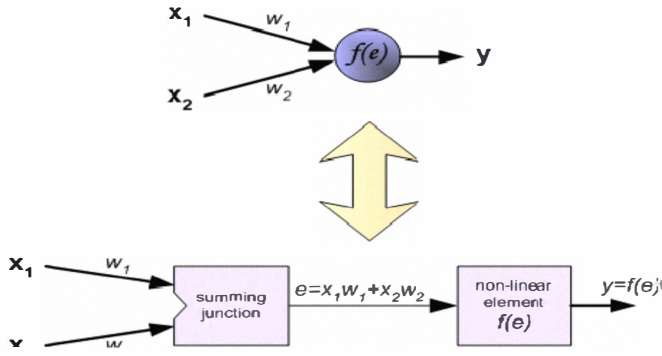 x1 w1
f(e) y
x2 w2
x1 w1
summing junction
e=x1w1+x2w2
non-linear element
f(e)
y=f(e)
x w